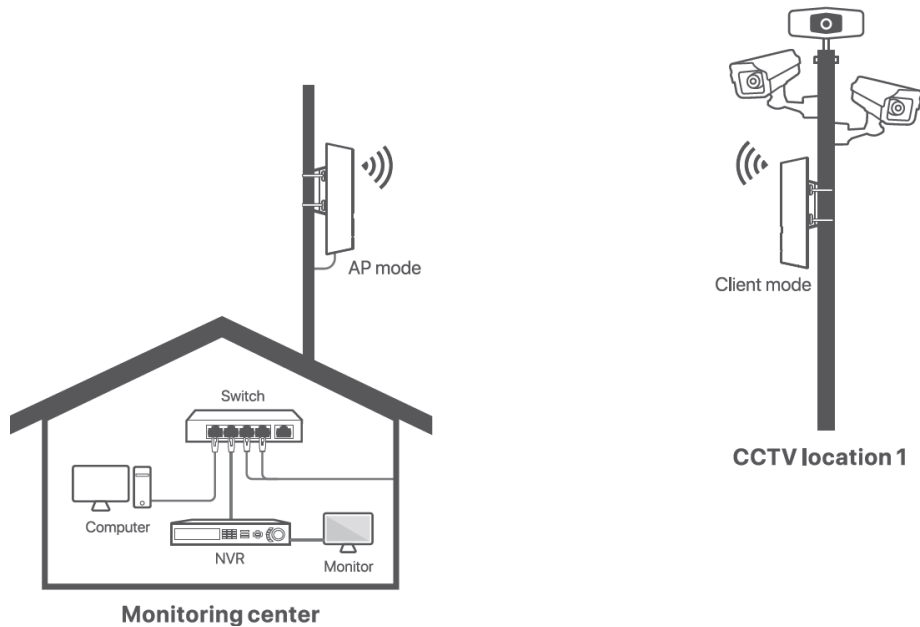 AP mode
Client mode
Switch
CCTV location 1
Computer
NVR
Monitor
Monitoring center